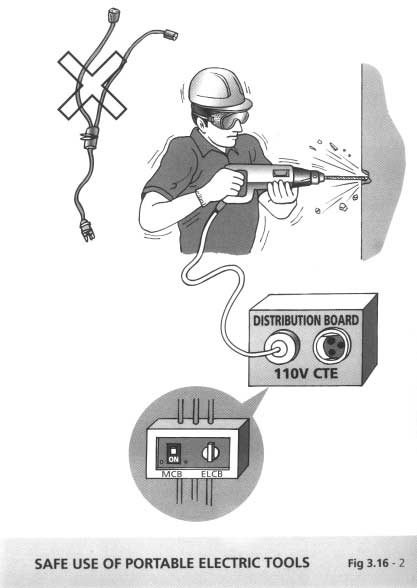 DISTRIBUTION BOARD
110V CTE
ON
MCB ELCB
SAFE USE OF PORTABLE ELECTRIC TOOLS Fig 3.16 - 2